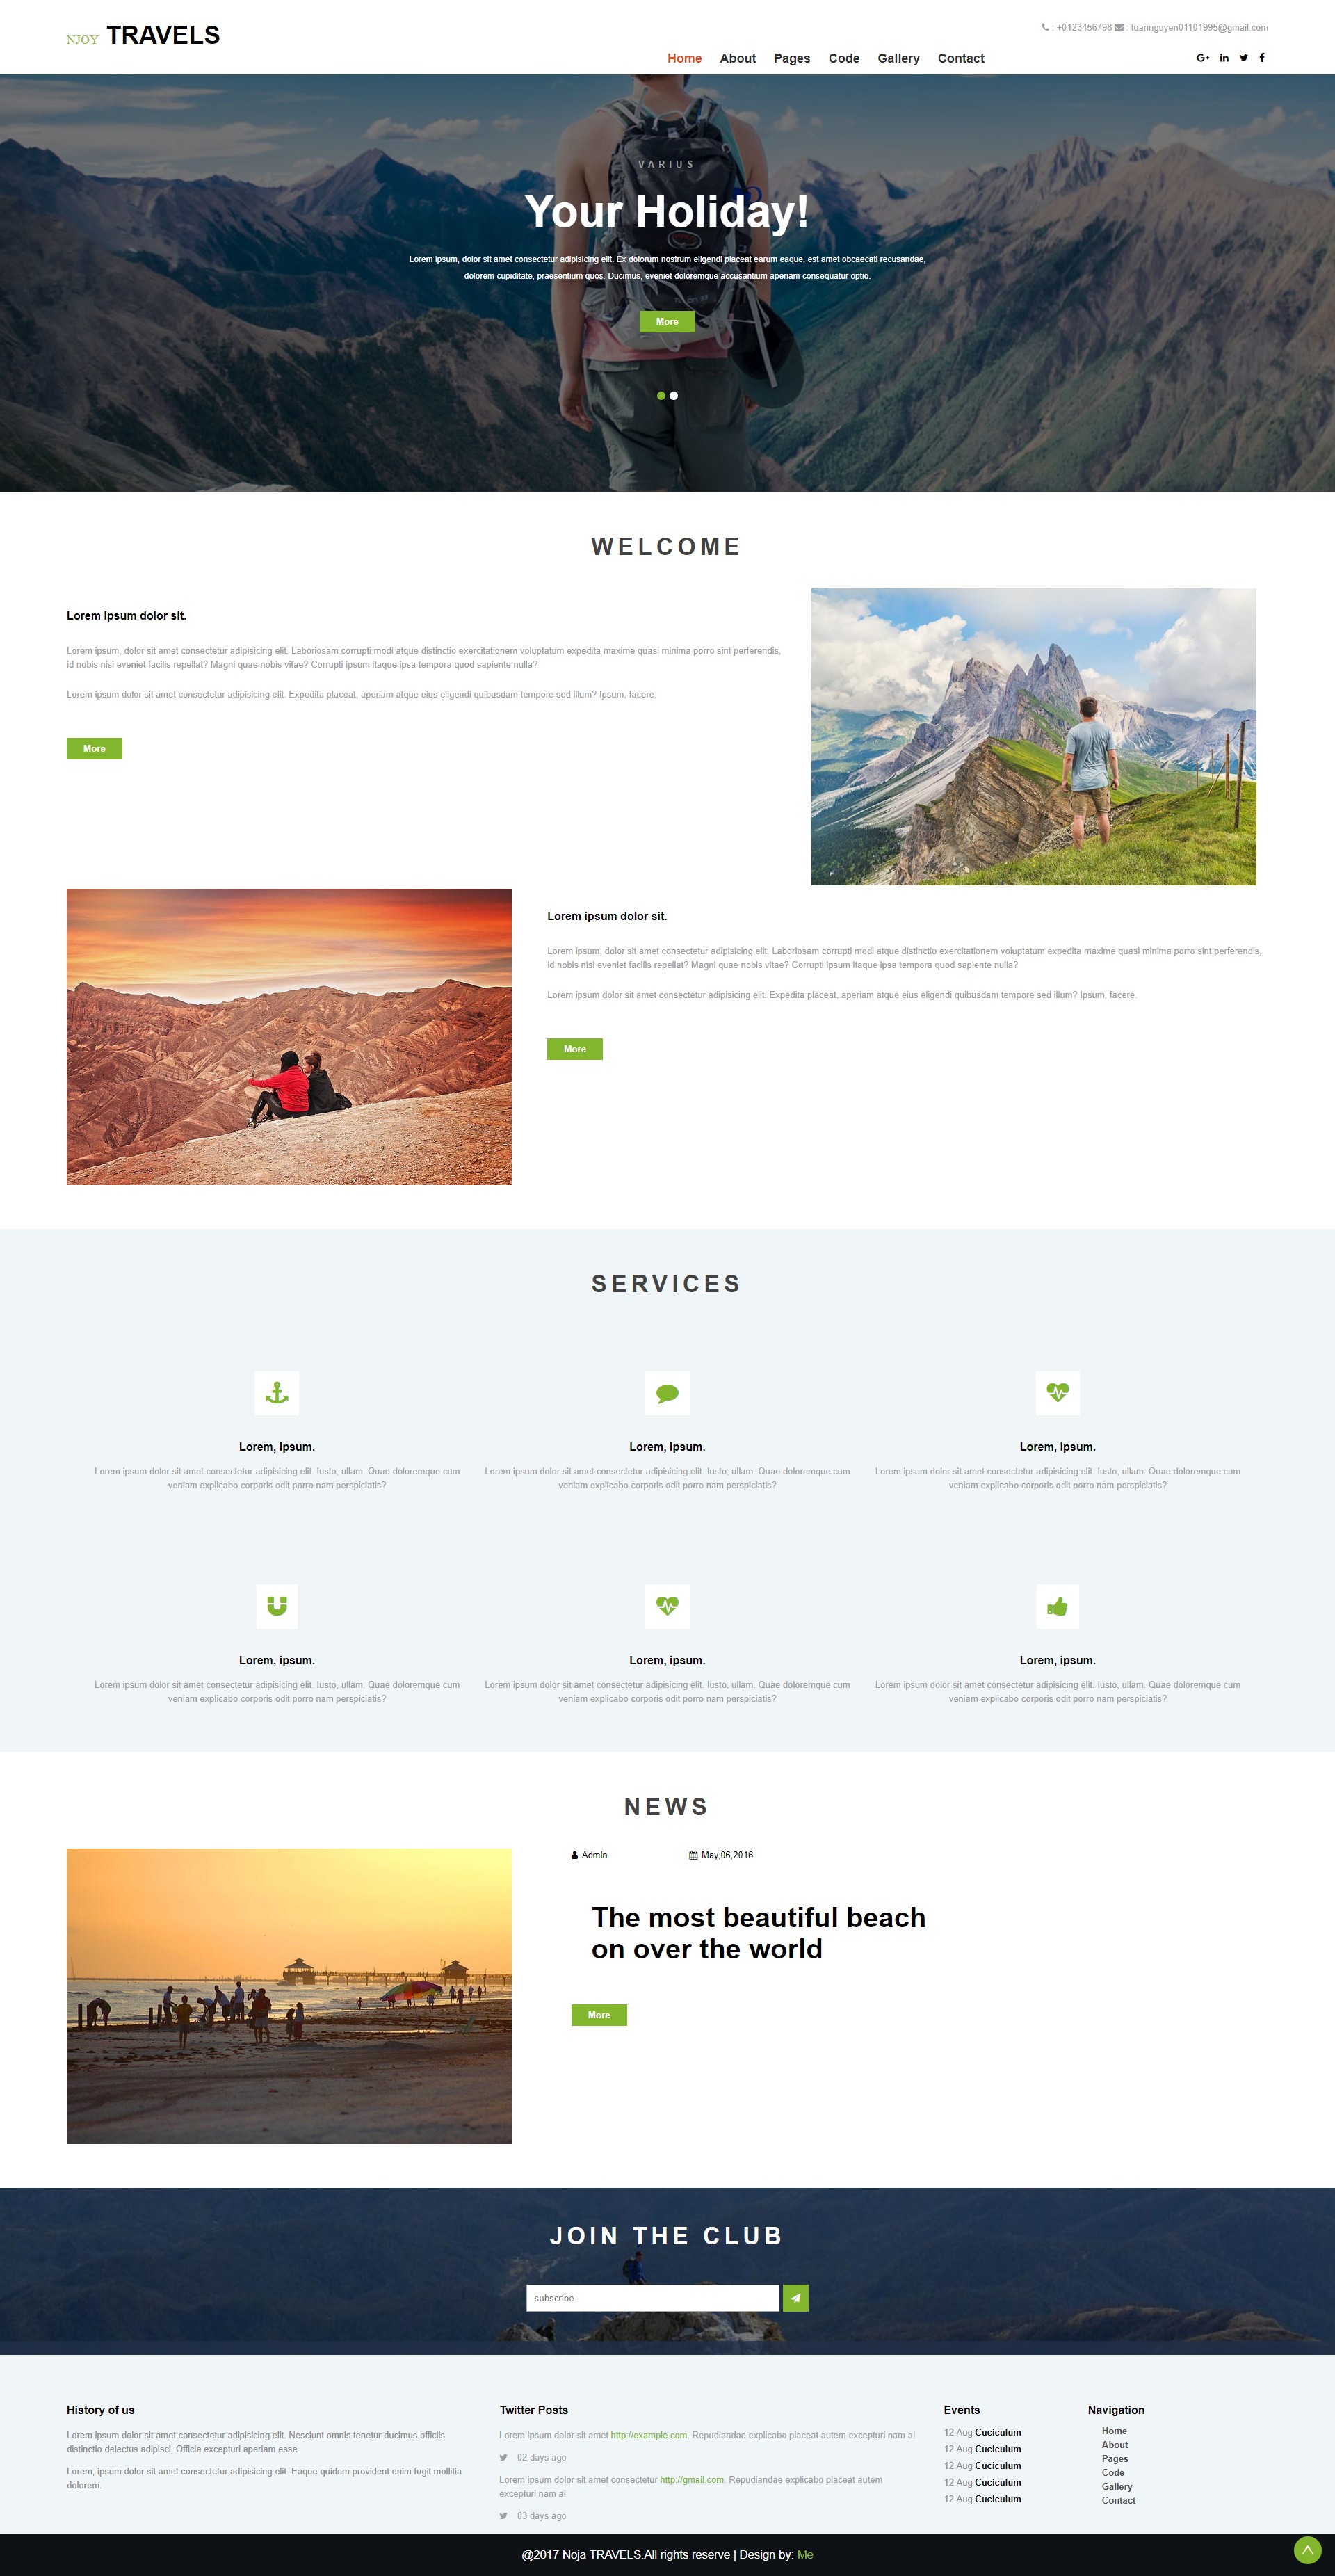 NJOY TRAVELS
: +0123456798 : tuannguyen01101995@gmail.com
Home About Pages Code Gallery Contact
VARIUS
Your Holiday!
Lorem ipsum, dolor sit amet consectetur adipisicing elit. Ex dolorum nostrum eligendi placeat earum eaque, est amet obcaecati recusandae,
dolorem cupiditate, praesentium quos. Ducimus, eveniet doloremque accusantium aperiam consequatur optio.
More
WELCOME
Lorem ipsum dolor sit.
Lorem ipsum, dolor sit amet consectetur adipisicing elit. Laboriosam corrupti modi atque distinctio exercitationem voluptatum expedita maxime quasi minima porro sint perferendis,
id nobis nisi eveniet facilis repellat? Magni quae nobis vitae? Corrupti ipsum itaque ipsa tempora quod sapiente nulla?
Lorem ipsum dolor sit amet consectetur adipisicing elit. Expedita placeat, aperiam atque eius eligendi quibusdam tempore sed illum? Ipsum, facere.
More
Lorem ipsum dolor sit.
Lorem ipsum, dolor sit amet consectetur adipisicing elit. Laboriosam corrupti modi atque distinctio exercitationem voluptatum expedita maxime quasi minima porro sint perferendis,
id nobis nisi eveniet facilis repellat? Magni quae nobis vitae? Corrupti ipsum itaque ipsa tempora quod sapiente nulla?
Lorem ipsum dolor sit amet consectetur adipisicing elit. Expedita placeat, aperiam atque eius eligendi quibusdam tempore sed illum? Ipsum, facere.
More
SERVICES
Lorem, ipsum.
Lorem ipsum dolor sit amet consectetur adipisicing elit. Iusto, ullam. Quae doloremque cum
veniam explicabo corporis odit porro nam perspiciatis?
Lorem, ipsum.
Lorem ipsum dolor sit amet consectetur adipisicing elit. Iusto, ullam. Quae doloremque cum
veniam explicabo corporis odit porro nam perspiciatis?
Lorem, ipsum.
Lorem ipsum dolor sit amet consectetur adipisicing elit. Iusto, ullam. Quae doloremque cum
veniam explicabo corporis odit porro nam perspiciatis?
Lorem, ipsum.
Lorem ipsum dolor sit amet consectetur adipisicing elit. Iusto, ullam. Quae doloremque cum
veniam explicabo corporis odit porro nam perspiciatis?
Lorem, ipsum.
Lorem ipsum dolor sit amet consectetur adipisicing elit. Iusto, ullam. Quae doloremque cum
veniam explicabo corporis odit porro nam perspiciatis?
Lorem, ipsum.
Lorem ipsum dolor sit amet consectetur adipisicing elit. Iusto, ullam. Quae doloremque cum
veniam explicabo corporis odit porro nam perspiciatis?
NEWS
Admin May,06,2016
The most beautiful beach
on over the world
More
JOIN THE CLUB
subscribe
History of us
Lorem ipsum dolor sit amet consectetur adipisicing elit. Nesciunt omnis tenetur ducimus officiis
distinctio delectus adipisci. Officia excepturi aperiam esse.
Lorem, ipsum dolor sit amet consectetur adipisicing elit. Eaque quidem provident enim fugit mollitia
dolorem.
Twitter Posts
Lorem ipsum dolor sit amet http://example.com. Repudiandae explicabo placeat autem excepturi nam a!
02 days ago
Lorem ipsum dolor sit amet consectetur http://gmail.com. Repudiandae explicabo placeat autem
excepturi nam a!
03 days ago
Events
12 Aug Cuciculum
12 Aug Cuciculum
12 Aug Cuciculum
12 Aug Cuciculum
12 Aug Cuciculum
Navigation
Home
About
Pages
Code
Gallery
Contact
@2017 Noja TRAVELS.All rights reserve | Design by: Me